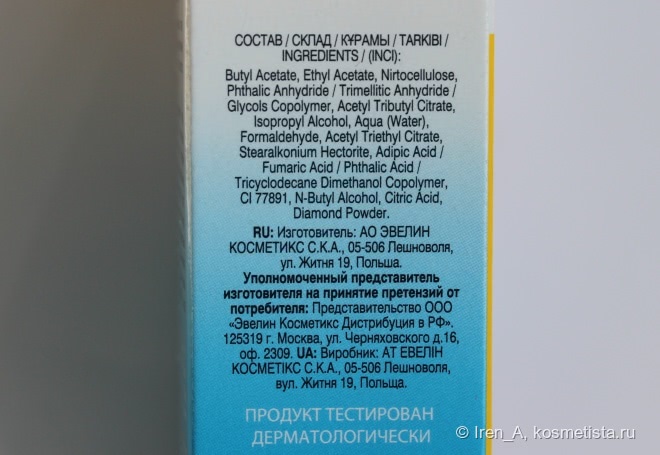 СОСТАВ / СКЛАД / ҚҰРАМЫ / TARKIBI /
INGREDIENTS / (INCI):
Butyl Acetate, Ethyl Acetate, Nirtocellulose,
Phthalic Anhydride / Trimellitic Anhydride /
Glycols Copolymer, Acetyl Tributyl Citrate,
Isopropyl Alcohol, Aqua (Water),
Formaldehyde, Acetyl Triethyl Citrate,
Stearalkonium Hectorite, Adipic Acid /
Fumaric Acid / Phthalic Acid /
Tricyclodecane Dimethanol Copolymer,
CI 77891, N-Butyl Alcohol, Citric Acid,
Diamond Powder.
RU: Изготовитель: АО ЭВЕЛИН
КОСМЕТИКС С.К.А., 05-506 Лешноволя,
ул. Житня 19, Польша.
Уполномоченный представитель
изготовителя на принятие претензий от
потребителя: Представительство ООО
«Эвелин Косметикс Дистрибуция в РФ».
125319 г. Москва, ул. Черняховского д.16,
оф. 2309. UA: Виробник: АТ ЕВЕЛІН
КОСМЕТІКС С.К.А., 05-506 Лешноволя,
вул. Житня 19, Польща.
ПРОДУКТ ТЕСТИРОВАН
ДЕРМАТОЛОГИЧЕСКИ
© Iren_A, kosmetista.ru